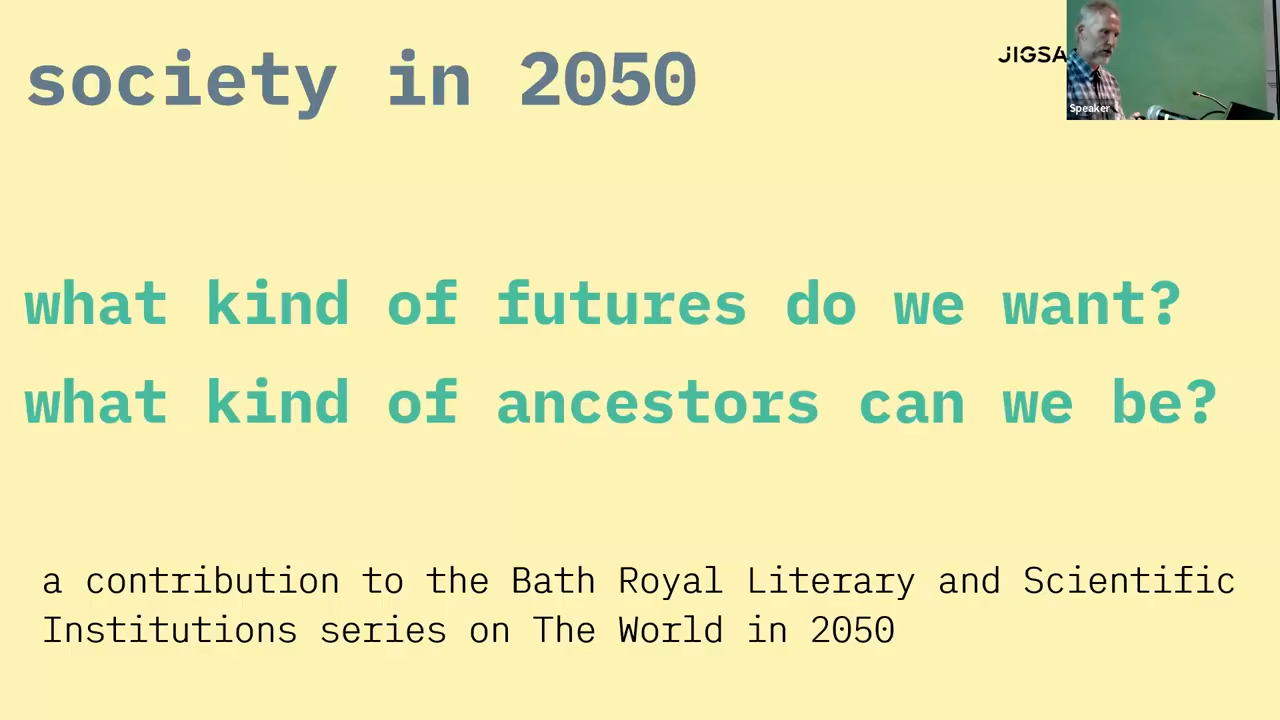 society in 2050
JIGSA
Speaker
what kind of futures do we want?
what kind of ancestors can we be?
a contribution to the Bath Royal Literary and Scientific
Institutions series on The World in 2050